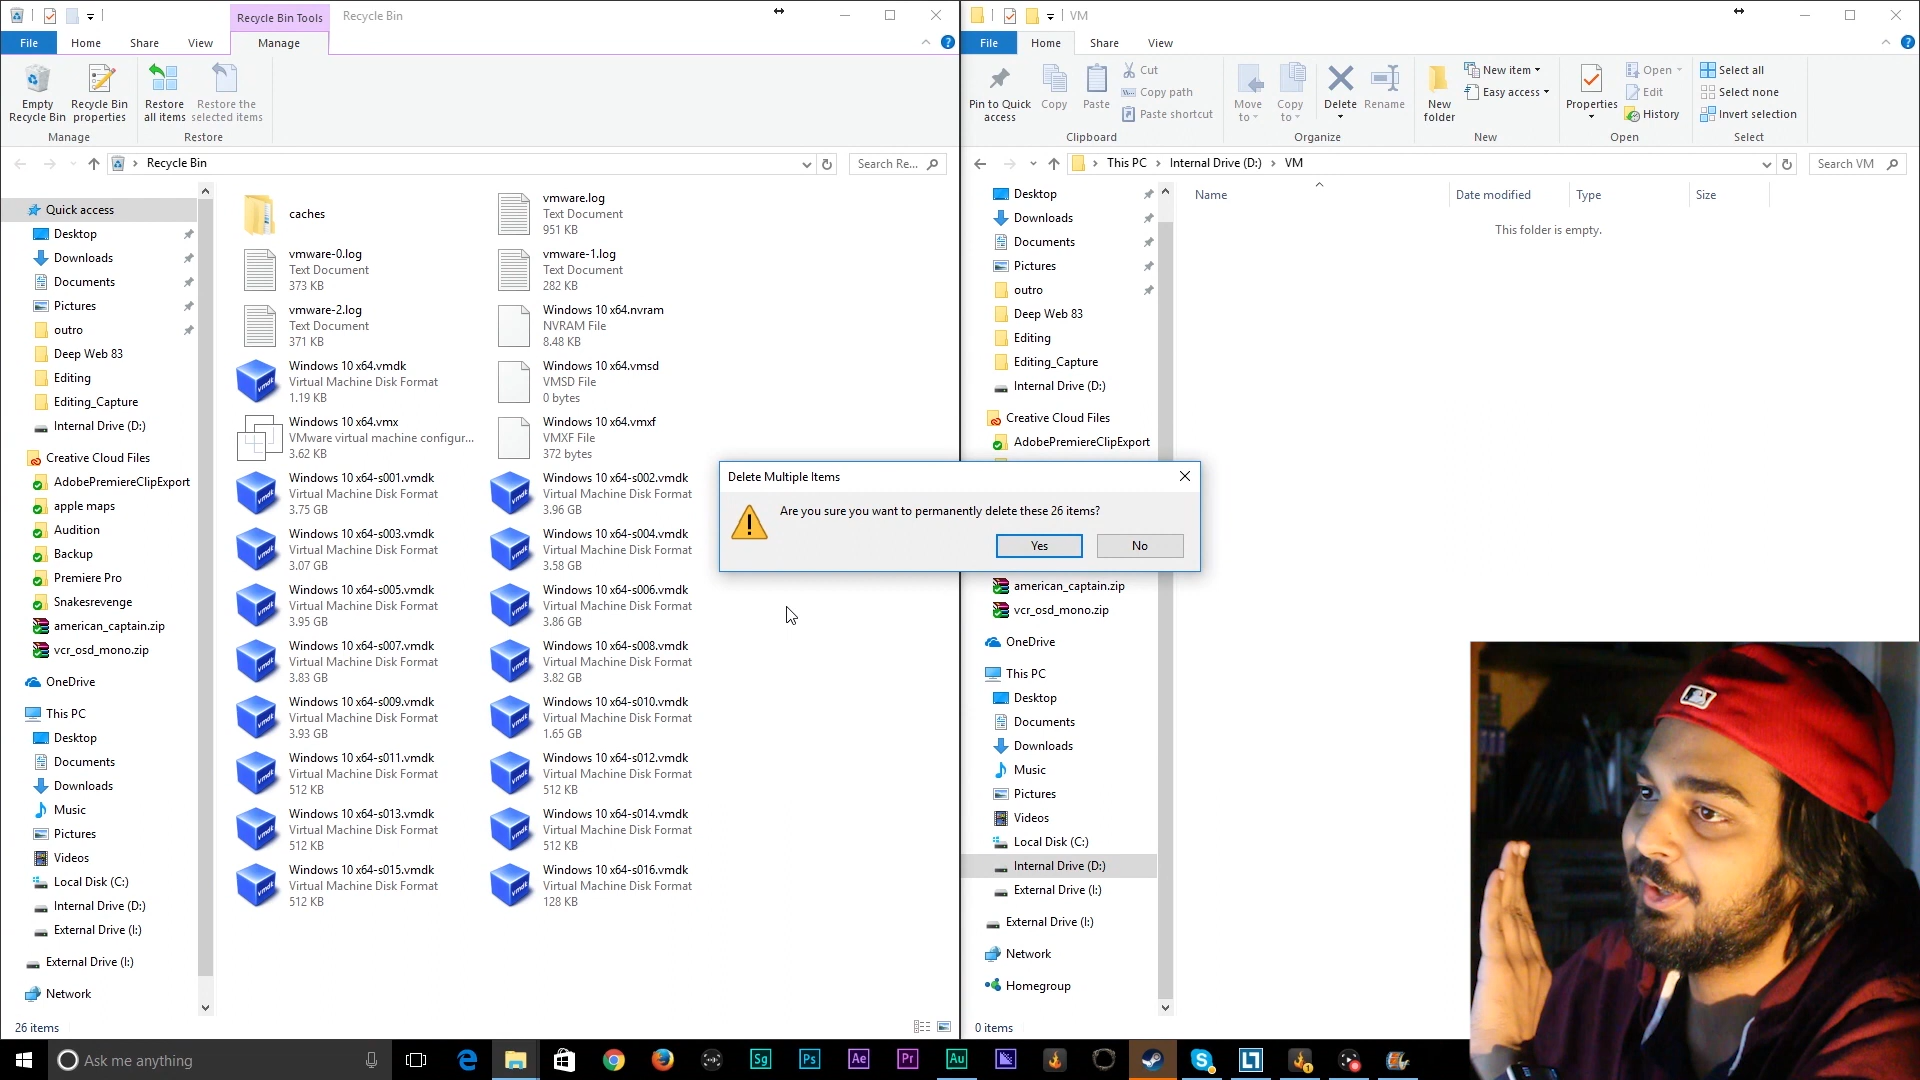 Recycle Bin Tools
Recycle Bin
File
Home
Share
View
Manage
Empty
Recycle Bin
Recycle Bin
properties
Restore
all items
Restore the
selected items
Manage
Restore
Recycle Bin
Search Re...
Quick access
Desktop
Downloads
Documents
Pictures
outro
Deep Web 83
Editing
Editing_Capture
Internal Drive (D:)
Creative Cloud Files
AdobePremiereClipExport
apple maps
Audition
Backup
Premiere Pro
Snakesrevenge
american_captain.zip
vcr_osd_mono.zip
OneDrive
This PC
Desktop
Documents
Downloads
Music
Pictures
Videos
Local Disk (C:)
Internal Drive (D:)
External Drive (I:)
External Drive (I:)
Network
26 items
caches
vmware.log
Text Document
951 KB
vmware-0.log
Text Document
373 KB
vmware-1.log
Text Document
282 KB
vmware-2.log
Text Document
371 KB
Windows 10 x64.nvram
NVRAM File
8.48 KB
Windows 10 x64.vmdk
Virtual Machine Disk Format
1.19 KB
Windows 10 x64.vmsd
VMSD File
0 bytes
Windows 10 x64.vmx
VMware virtual machine configur...
3.62 KB
Windows 10 x64.vmxf
VMXF File
372 bytes
Windows 10 x64-s001.vmdk
Virtual Machine Disk Format
3.75 GB
Windows 10 x64-s002.vmdk
Virtual Machine Disk Format
3.96 GB
Windows 10 x64-s003.vmdk
Virtual Machine Disk Format
3.07 GB
Windows 10 x64-s004.vmdk
Virtual Machine Disk Format
3.58 GB
Windows 10 x64-s005.vmdk
Virtual Machine Disk Format
3.95 GB
Windows 10 x64-s006.vmdk
Virtual Machine Disk Format
3.86 GB
Windows 10 x64-s007.vmdk
Virtual Machine Disk Format
3.83 GB
Windows 10 x64-s008.vmdk
Virtual Machine Disk Format
3.82 GB
Windows 10 x64-s009.vmdk
Virtual Machine Disk Format
3.93 GB
Windows 10 x64-s010.vmdk
Virtual Machine Disk Format
1.65 GB
Windows 10 x64-s011.vmdk
Virtual Machine Disk Format
512 KB
Windows 10 x64-s012.vmdk
Virtual Machine Disk Format
512 KB
Windows 10 x64-s013.vmdk
Virtual Machine Disk Format
512 KB
Windows 10 x64-s014.vmdk
Virtual Machine Disk Format
512 KB
Windows 10 x64-s015.vmdk
Virtual Machine Disk Format
512 KB
Windows 10 x64-s016.vmdk
Virtual Machine Disk Format
128 KB
Delete Multiple Items
Are you sure you want to permanently delete these 26 items?
Yes
No
VM
File
Home
Share
View
Pin to Quick
access
Copy
Paste
Cut
Copy path
Paste shortcut
Clipboard
Move
to
Copy
to
Delete
Rename
Organize
New
folder
New item
Easy access
New
Properties
Open
Edit
History
Open
Select all
Select none
Invert selection
Select
This PC
Internal Drive (D:)
VM
Search VM
Name
Date modified
Type
Size
This folder is empty.
Desktop
Downloads
Documents
Pictures
outro
Deep Web 83
Editing
Editing_Capture
Internal Drive (D:)
Creative Cloud Files
AdobePremiereClipExport
american_captain.zip
vcr_osd_mono.zip
OneDrive
This PC
Desktop
Documents
Downloads
Music
Pictures
Videos
Local Disk (C:)
Internal Drive (D:)
External Drive (I:)
External Drive (I:)
Network
Homegroup
0 items
Ask me anything
Sg
Ps
Ae
Pr
Au